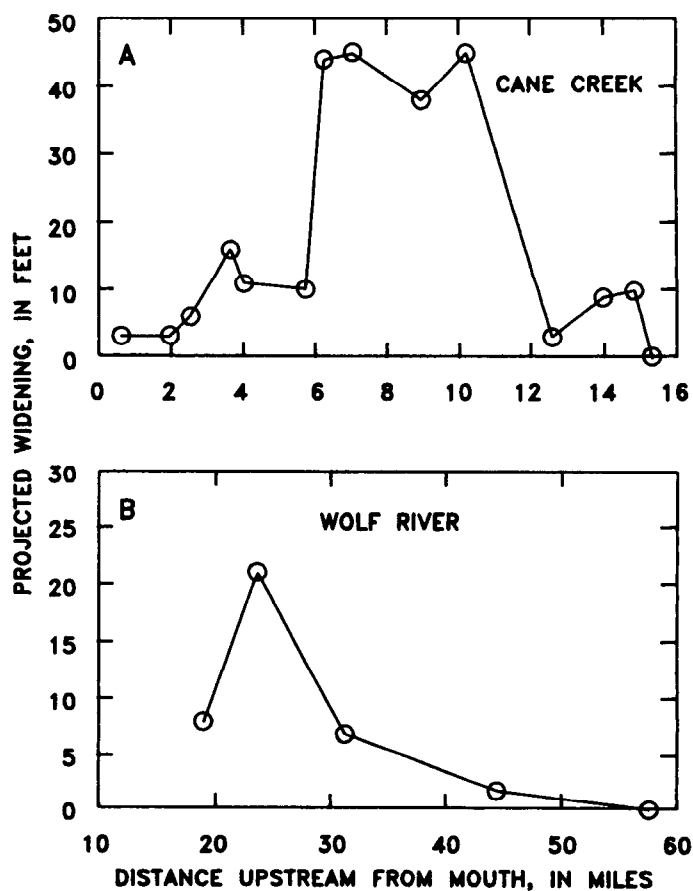 PROJECTED WIDENING, IN FEET
50
40
30
20
10
0
A
CANE CREEK
0 2 4 6 8 10 12 14 16
30
25
20
15
10
5
0
B
WOLF RIVER
10 20 30 40 50 60
DISTANCE UPSTREAM FROM MOUTH, IN MILES